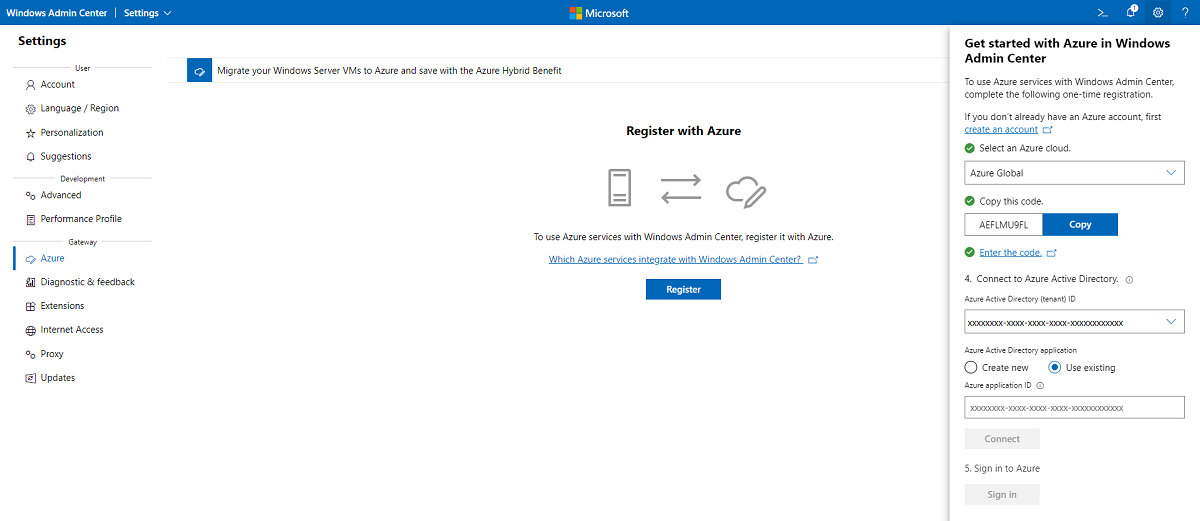 Windows Admin Center | Settings
Microsoft
1
Settings
User
Account
Language / Region
Personalization
Suggestions
Development
Advanced
Performance Profile
Gateway
Azure
Diagnostic & feedback
Extensions
Internet Access
Proxy
Updates
Migrate your Windows Server VMs to Azure and save with the Azure Hybrid Benefit
Register with Azure
To use Azure services with Windows Admin Center, register it with Azure.
Which Azure services integrate with Windows Admin Center?
Register
Get started with Azure in Windows
Admin Center
To use Azure services with Windows Admin Center,
complete the following one-time registration.
If you don't already have an Azure account, first
create an account
Select an Azure cloud.
Azure Global
Copy this code.
AEFLMU9FL Copy
Enter the code.
4. Connect to Azure Active Directory.
Azure Active Directory (tenant) ID
xxxxxxxx-xxxx-xxxx-xxxx-xxxxxxxxxxxx
Azure Active Directory application
Create new Use existing
Azure application ID
xxxxxxxx-xxxx-xxxx-xxxx-xxxxxxxxxxxx
Connect
5. Sign in to Azure
Sign in